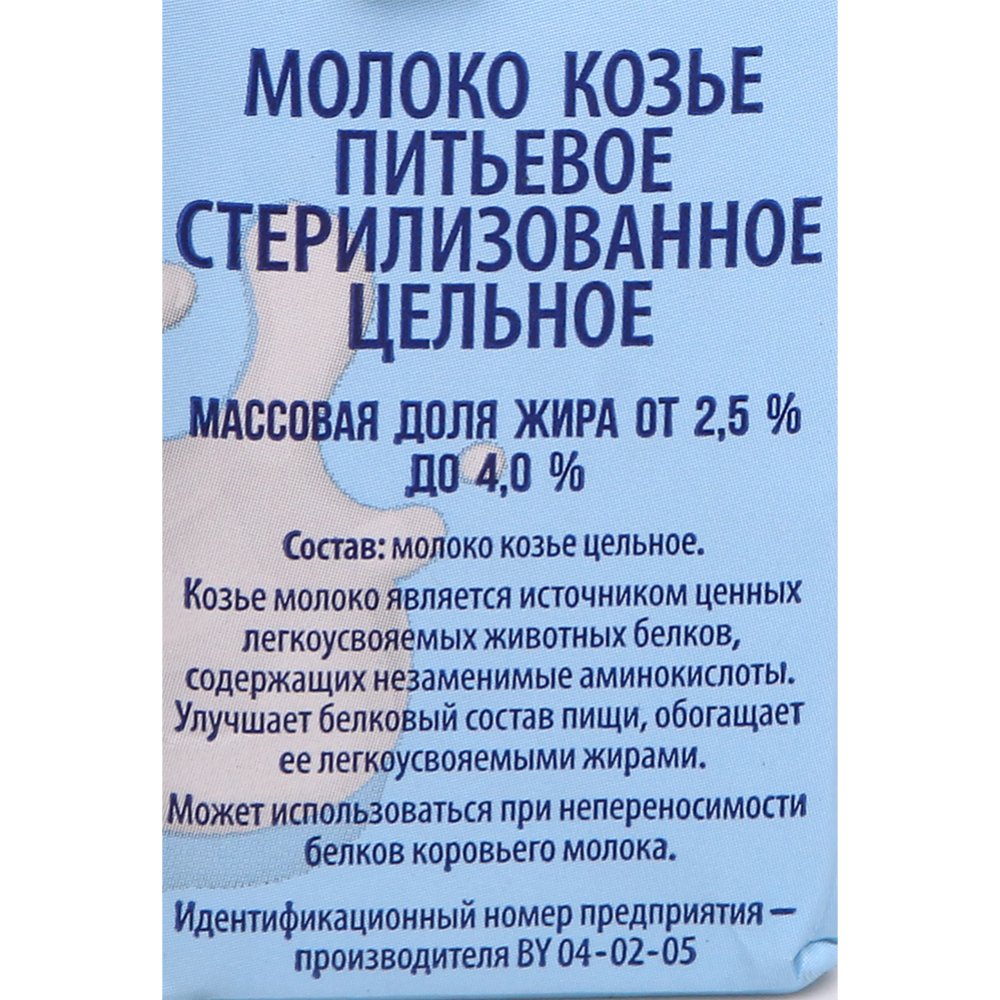 МОЛОКО КОЗЬЕ
ПИТЬЕВОЕ
СТЕРИЛИЗОВАННОЕ
ЦЕЛЬНОЕ
МАССОВАЯ ДОЛЯ ЖИРА ОТ 2,5 %
ДО 4,0 %
Состав: молоко козье цельное.
Козье молоко является источником ценных
легкоусвояемых животных белков,
содержащих незаменимые аминокислоты.
Улучшает белковый состав пищи, обогащает
ее легкоусвояемыми жирами.
Может использоваться при непереносимости
белков коровьего молока.
Идентификационный номер предприятия –
производителя BY 04-02-05